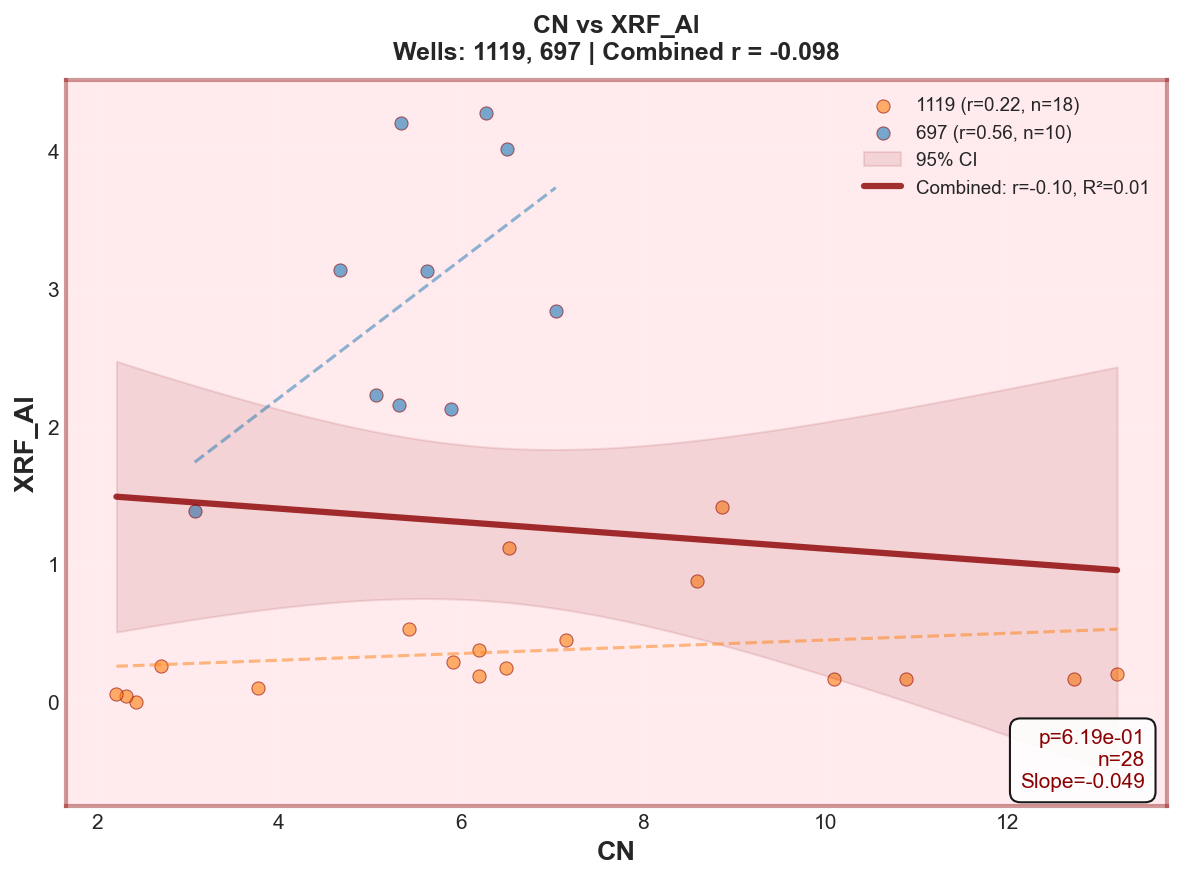 CN vs XRF_Al
Wells: 1119, 697 | Combined r = -0.098
1119 (r=0.22, n=18)
697 (r=0.56, n=10)
95% CI
Combined: r=-0.10, R²=0.01
XRF_Al
4
3
2
1
0
p=6.19e-01
n=28
Slope=-0.049
2 4 6 8 10 12
CN